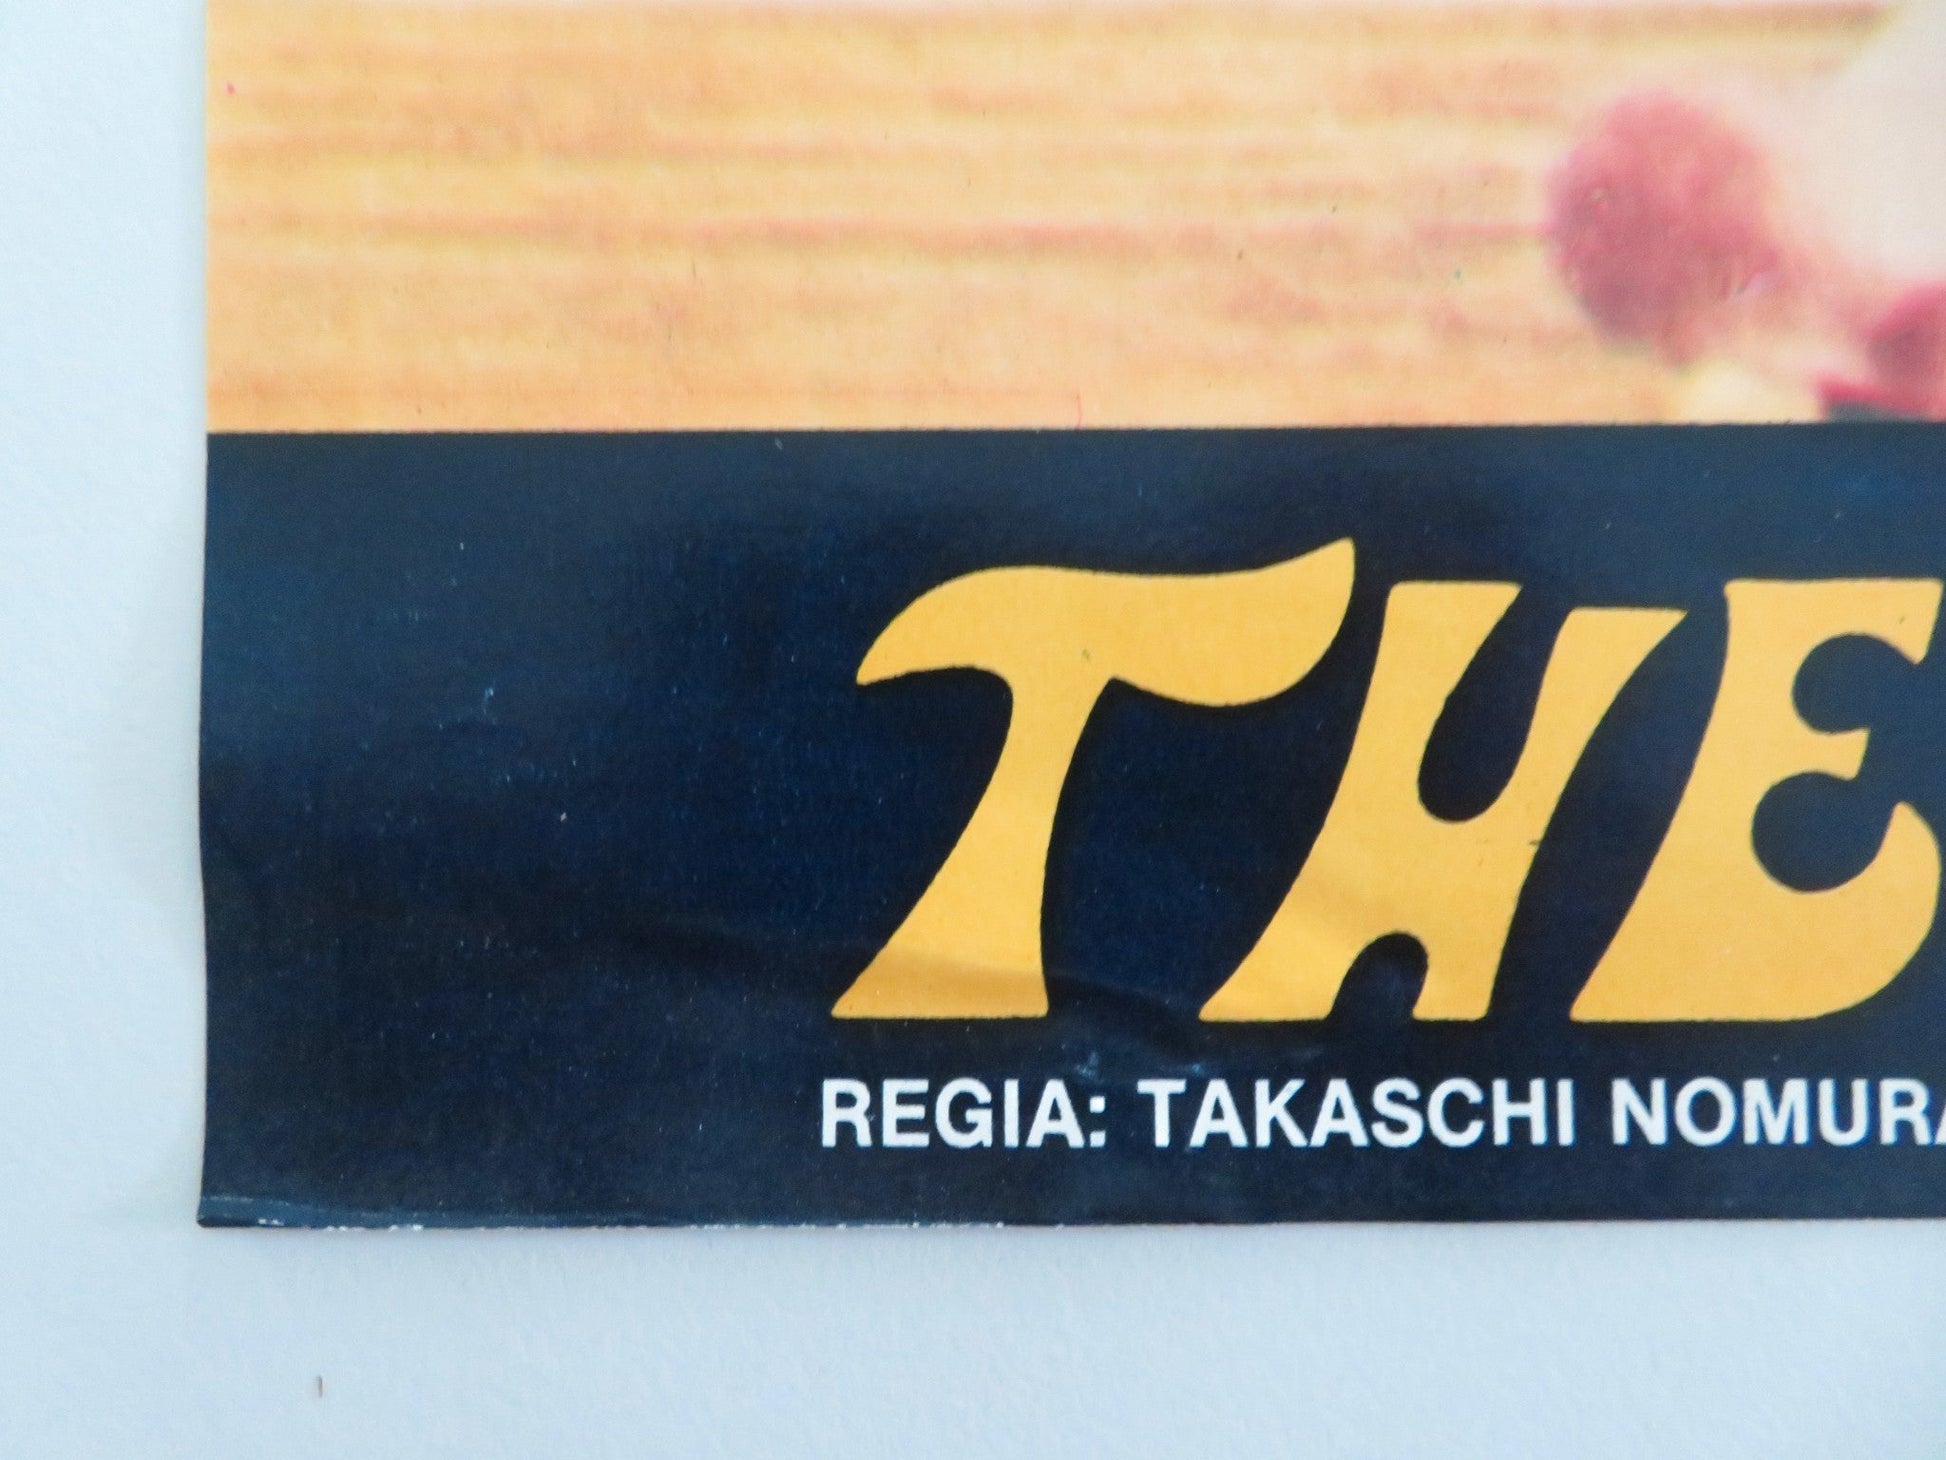 THE
REGIA: TAKASCHI NOMURA